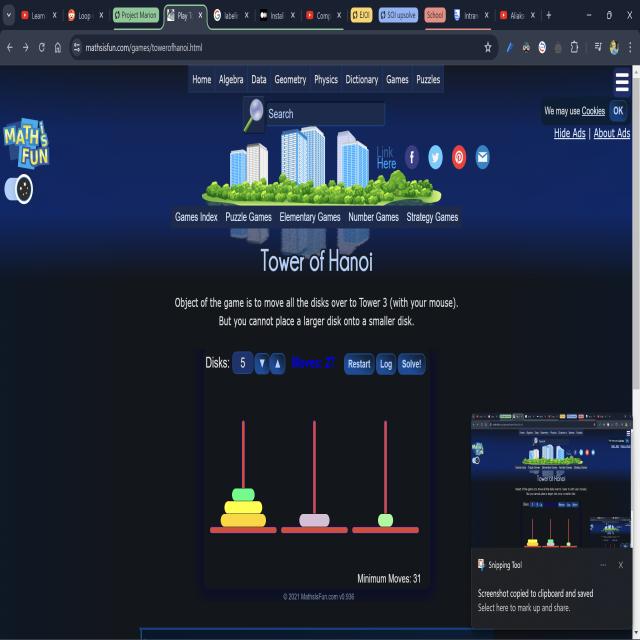 Learn
Loop
Project Marion
Play T
labeli
Instal
Comp
EJOI
SOI upsolve
School
Intran
Aliaks
mathsisfun.com/games/towerofhanoi.html
Home Algebra Data Geometry Physics Dictionary Games Puzzles
Search
We may use Cookies OK
Hide Ads | About Ads
MATH'S FUN
Link Here
Games Index Puzzle Games Elementary Games Number Games Strategy Games
Tower of Hanoi
Object of the game is to move all the disks over to Tower 3 (with your mouse).
But you cannot place a larger disk onto a smaller disk.
Disks: 5 ▼ ▲ Moves: 27 Restart Log Solve!
Minimum Moves: 31
© 2021 MathsIsFun.com v0.936
Snipping Tool
Screenshot copied to clipboard and saved
Select here to mark up and share.